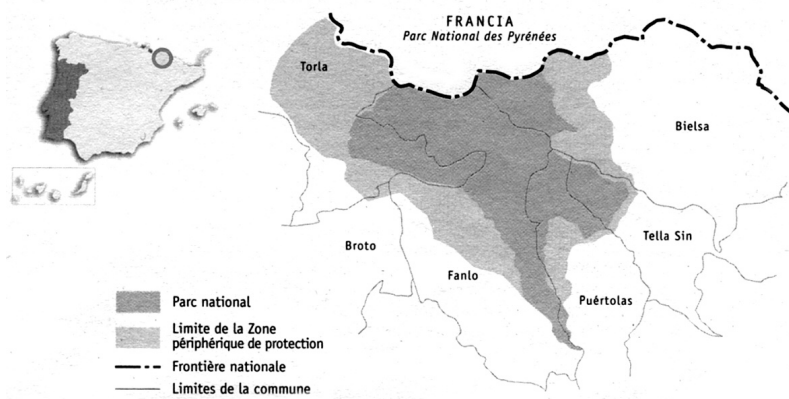 FRANCIA
Parc National des Pyrénées
Torla
Bielsa
Broto
Fanlo
Tella Sin
Puértolas
Parc national
Limite de la Zone
périphérique de protection
Frontière nationale
Limites de la commune